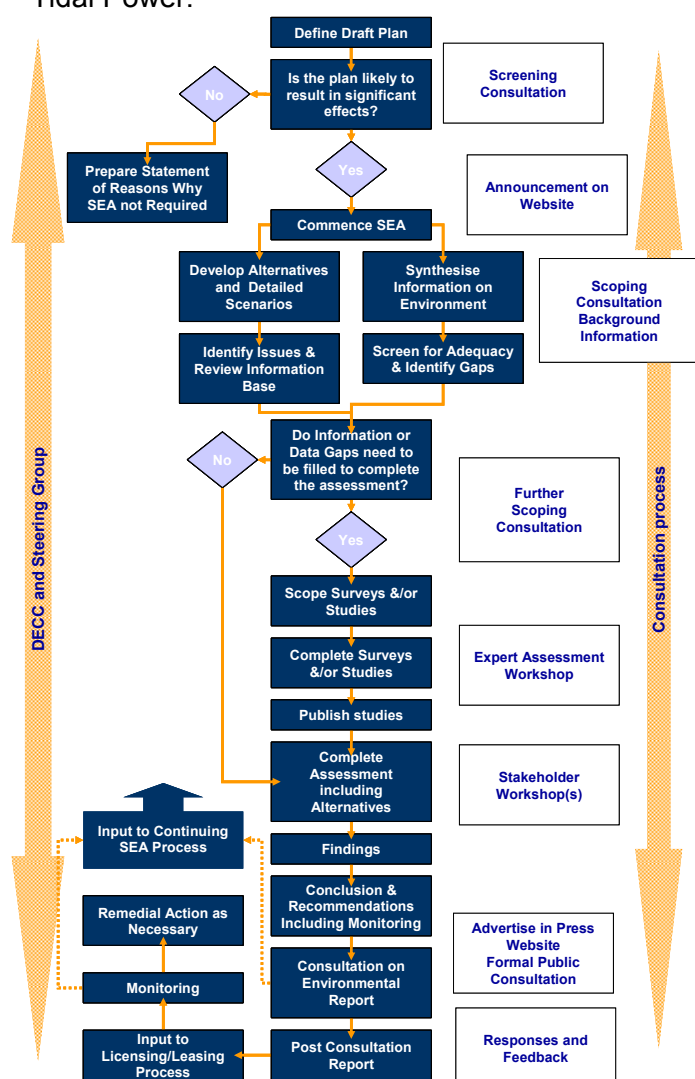 Tidal Power.
Define Draft Plan
Is the plan likely to
result in significant
effects?
Screening
Consultation
No
Prepare Statement
of Reasons Why
SEA not Required
Yes
Announcement on
Website
Commence SEA
Develop Alternatives
and Detailed
Scenarios
Synthesise
Information on
Environment
Scoping
Consultation
Background
Information
Identify Issues &
Review Information
Base
Screen for Adequacy
& Identify Gaps
Do Information or
Data Gaps need to
be filled to complete
the assessment?
No
Further
Scoping
Consultation
Yes
DECC and Steering Group
Consultation process
Scope Surveys &/or
Studies
Complete Surveys
&/or Studies
Expert Assessment
Workshop
Publish studies
Complete
Assessment
including
Alternatives
Stakeholder
Workshop(s)
Input to Continuing
SEA Process
Findings
Conclusion &
Recommendations
Including Monitoring
Remedial Action as
Necessary
Advertise in Press
Website
Formal Public
Consultation
Consultation on
Environmental
Report
Monitoring
Input to
Licensing/Leasing
Process
Post Consultation
Report
Responses and
Feedback